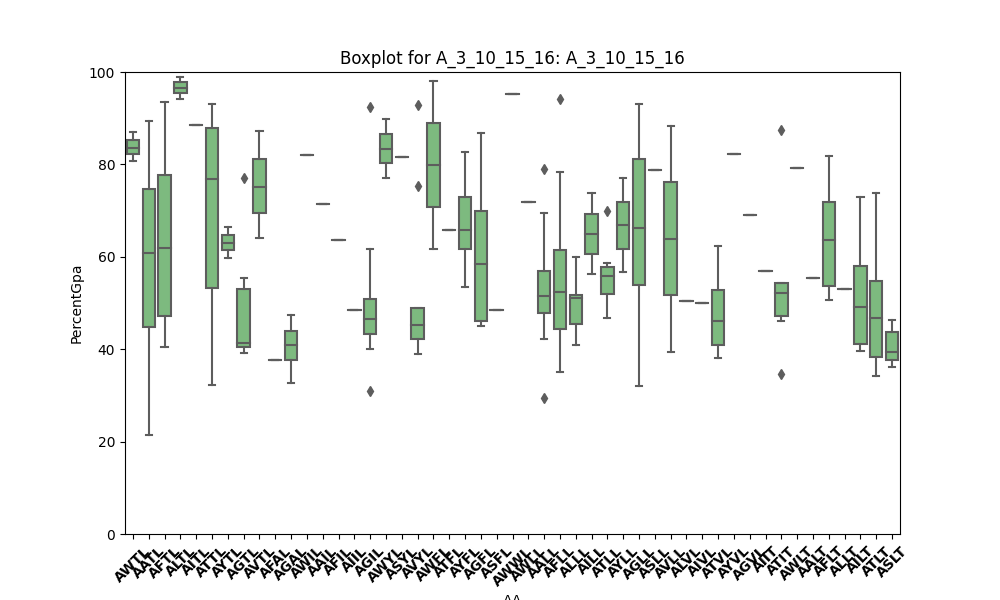 Boxplot for A_3_10_15_16: A_3_10_15_16
PercentGpa
100
80
60
40
20
0
AWTL AATL AFTL ALTL AITL ATTL AYTL AGTL AVTL AFAL AGAL AWIL AAIL AFIL AIIL AGIL AWYL ASYL AVYL AWFL ATFL AYFL AGFL ASFL AWWL AWLL AALL AFLL ALLL AILL ATLL AYLL AGLL ASLL AVLL ALVL AIVL ATVL AYVL AGVL AIIT ATIT AWLT AALT AFLT ALLT AILT ATLT ASLT
AA